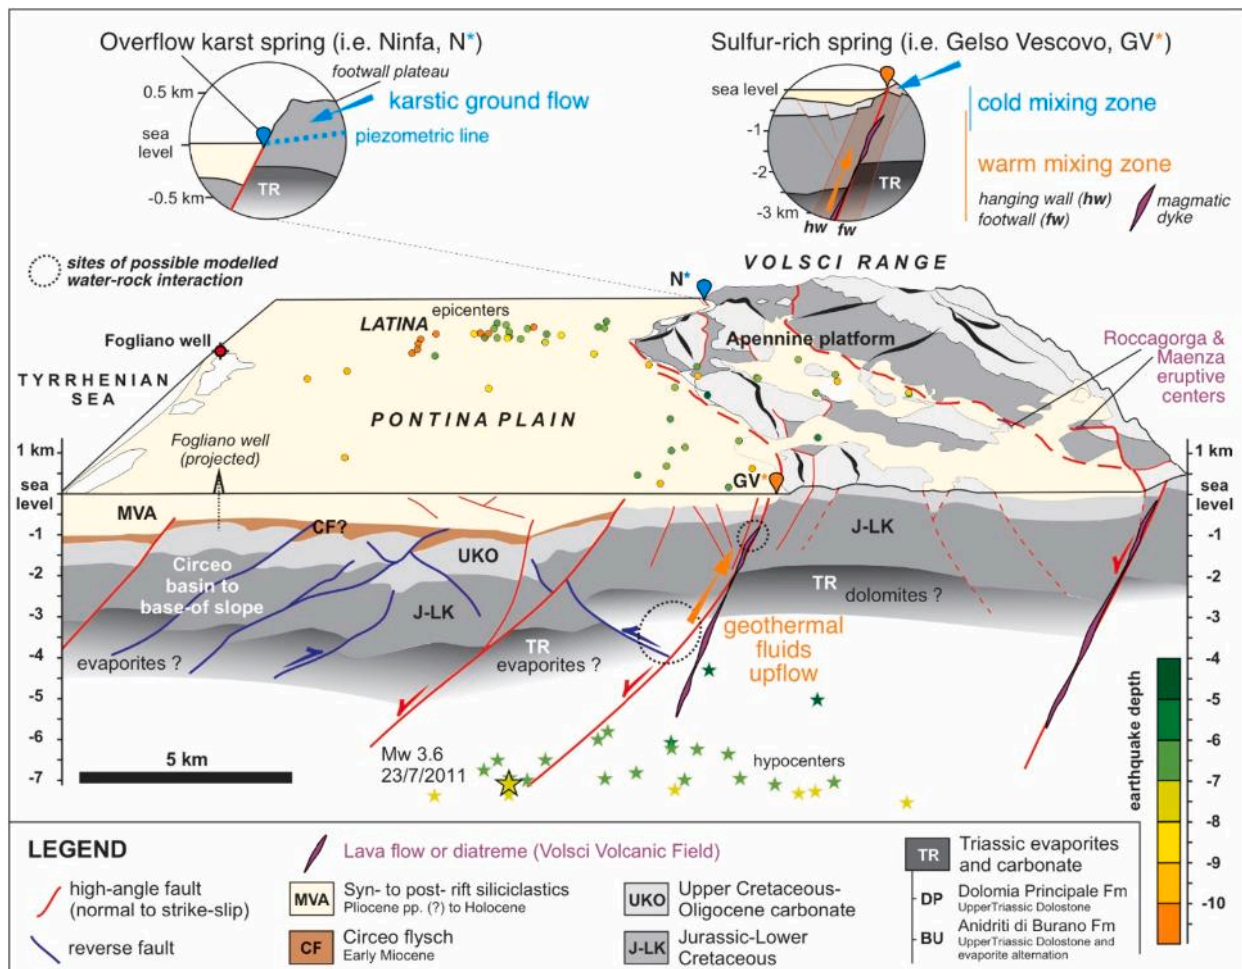 Overflow karst spring (i.e. Ninfa, N*)
footwall plateau
0.5 km
karstic ground flow
sea
level
piezometric line
TR
-0.5 km
Sulfur-rich spring (i.e. Gelso Vescovo, GV*)
sea level
cold mixing zone
-1
warm mixing zone
-2
TR
hanging wall (hw)
footwall (fw)
magmatic
dyke
-3 km
hw fw
sites of possible modelled
water-rock interaction
VOLSCI RANGE
N*
epicenters
LATINA
Fogliano well
Apennine platform
Roccagorga &
Maenza
eruptive
centers
TYRRHENIAN
SEA
PONTINA PLAIN
Fogliano well
(projected)
1 km
sea
level
GV*
1 km
sea
level
MVA
CF?
J-LK
-1
UKO
-1
Circeo
basin to
base-of slope
-2
TR
dolomites ?
-2
-3
J-LK
-3
geothermal
fluids
upflow
TR
evaporites ?
evaporites ?
-4
-4
-5
-5
-6
-6
-7
-7
-8
-9
-10
earthquake depth
5 km
Mw 3.6
23/7/2011
hypocenters
LEGEND
high-angle fault
(normal to strike-slip)
reverse fault
Lava flow or diatreme (Volsci Volcanic Field)
MVA
Syn- to post- rift siliciclastics
Pliocene pp. (?) to Holocene
CF
Circeo flysch
Early Miocene
UKO
Upper Cretaceous-
Oligocene carbonate
J-LK
Jurassic-Lower
Cretaceous
TR
Triassic evaporites
and carbonate
DP
Dolomia Principale Fm
UpperTriassic Dolostone
BU
Anidriti di Burano Fm
UpperTriassic Dolostone and
evaporite alternation